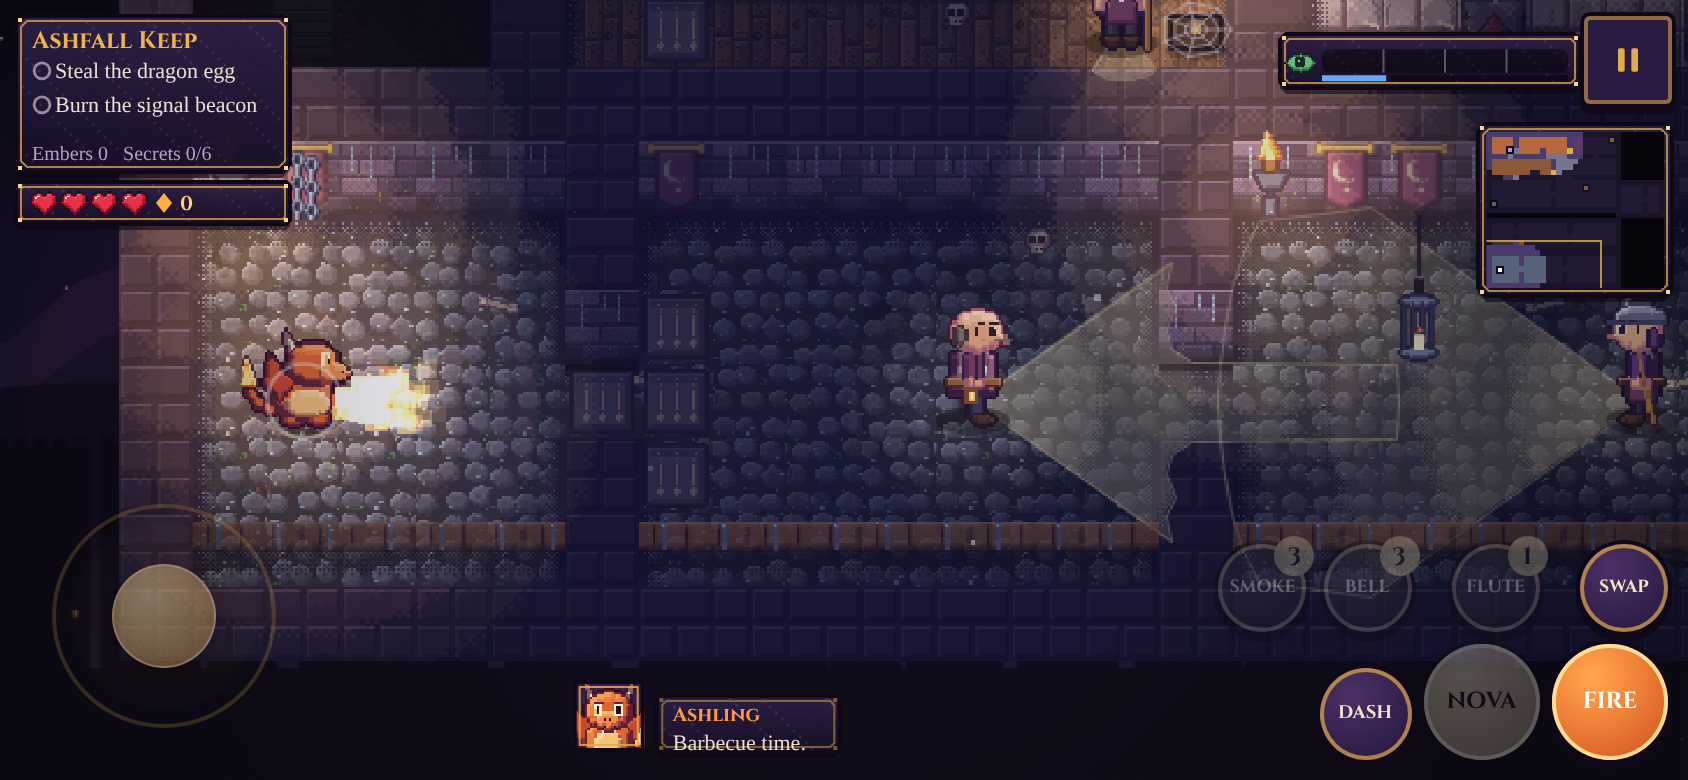 Ashfall Keep
Steal the dragon egg
Burn the signal beacon
Embers 0 Secrets 0/6
0
3
3
1
SMOKE
BELL
FLUTE
SWAP
DASH
NOVA
FIRE
Ashling
Barbecue time.